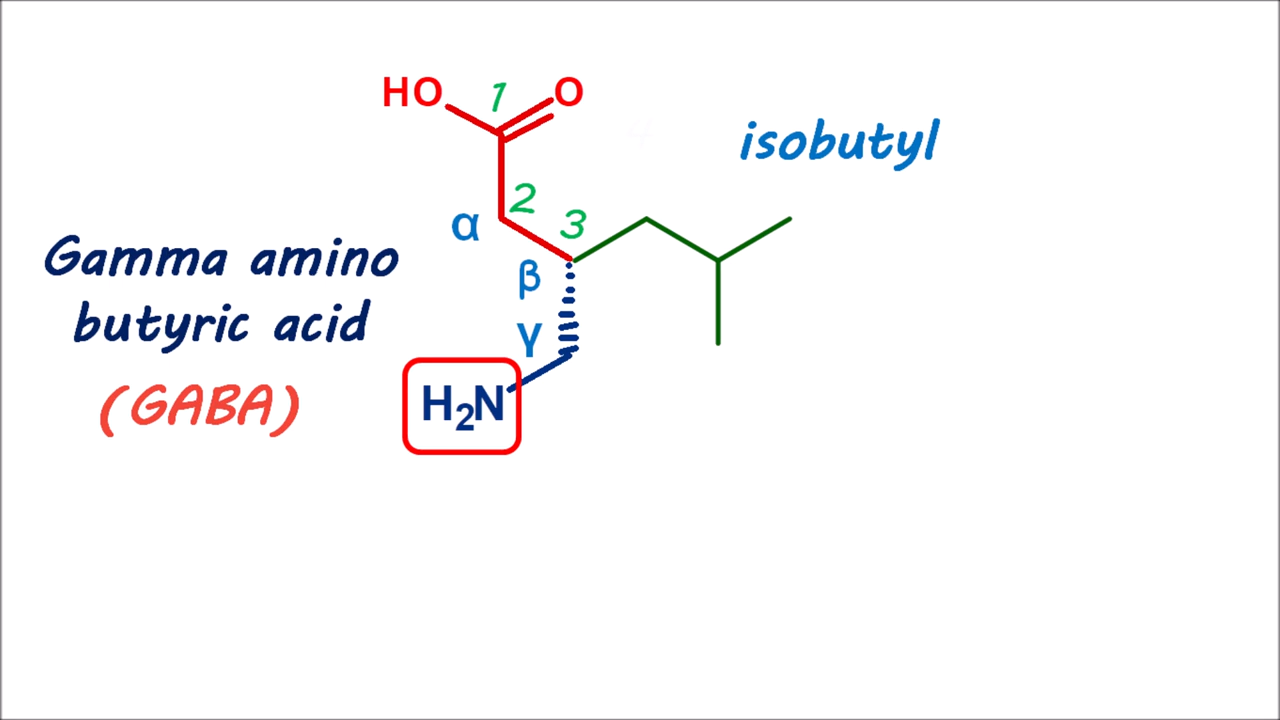 HO
1
O
isobutyl
2
α
3
Gamma amino
butyric acid
β
γ
(GABA)
H₂N